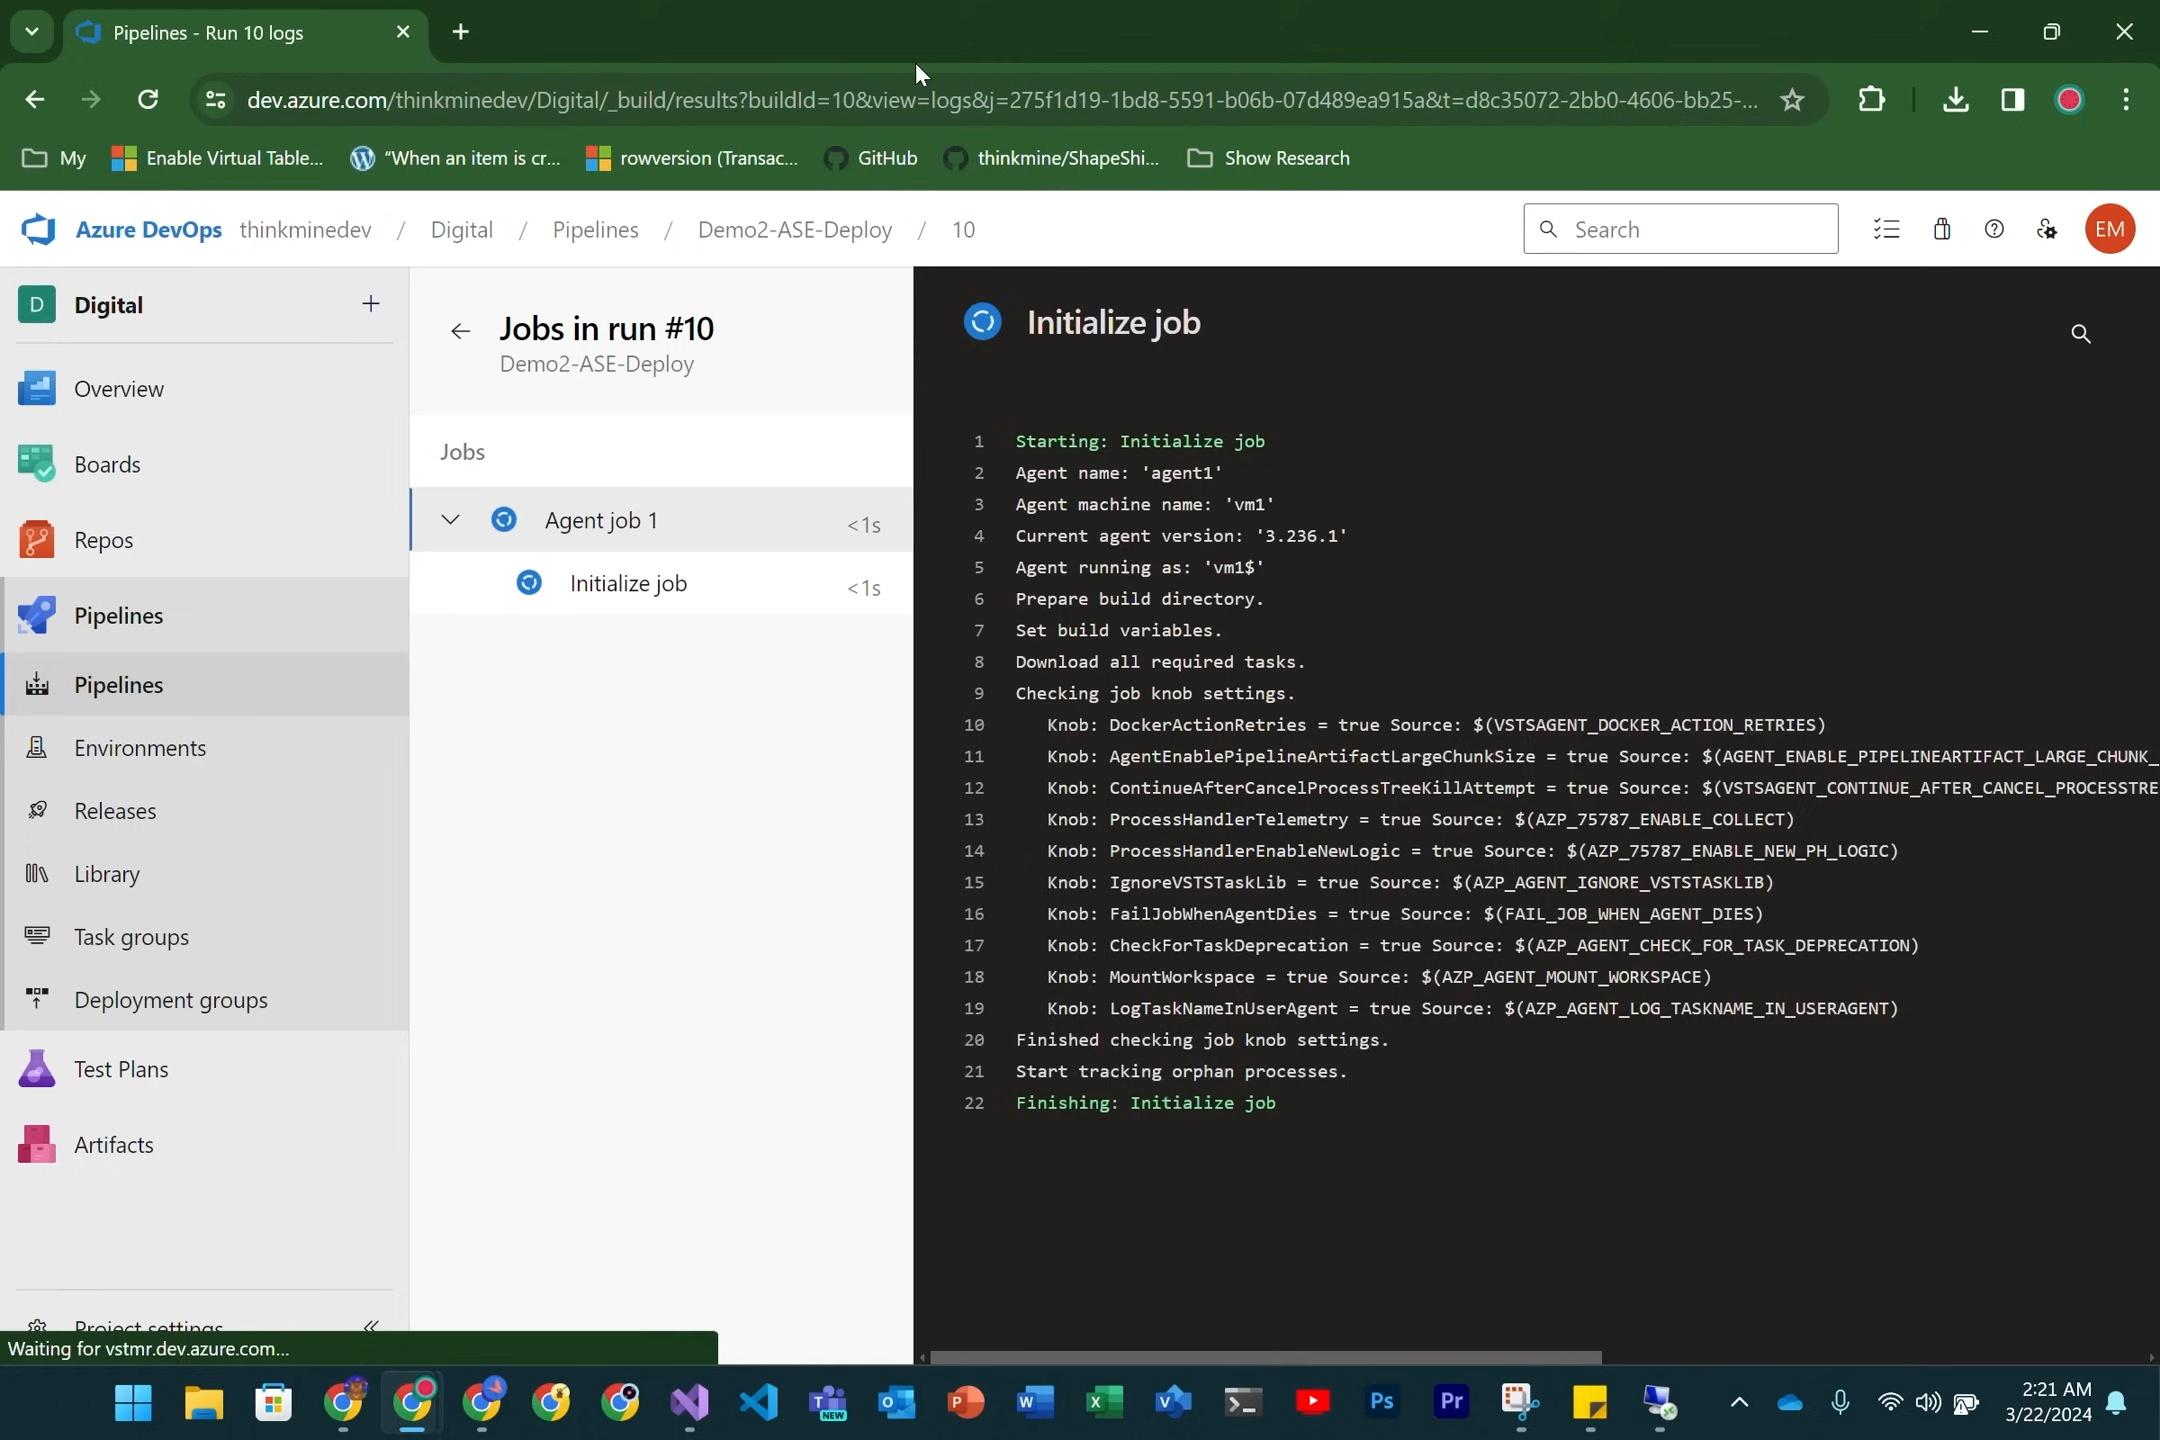 Pipelines - Run 10 logs
dev.azure.com/thinkminedev/Digital/_build/results?buildId=10&view=logs&j=275f1d19-1bd8-5591-b06b-07d489ea915a&t=d8c35072-2bb0-4606-bb25-...
My
Enable Virtual Table...
"When an item is cr...
rowversion (Transac...
GitHub
thinkmine/ShapeShi...
Show Research
Azure DevOps thinkminedev / Digital / Pipelines / Demo2-ASE-Deploy / 10
Search
EM
D Digital
Overview
Boards
Repos
Pipelines
Pipelines
Environments
Releases
Library
Task groups
Deployment groups
Test Plans
Artifacts
Project settings
Waiting for vstmr.dev.azure.com...
Jobs in run #10
Demo2-ASE-Deploy
Jobs
Agent job 1 <1s
Initialize job <1s
Initialize job
1 Starting: Initialize job
2 Agent name: 'agent1'
3 Agent machine name: 'vm1'
4 Current agent version: '3.236.1'
5 Agent running as: 'vm1$'
6 Prepare build directory.
7 Set build variables.
8 Download all required tasks.
9 Checking job knob settings.
10 Knob: DockerActionRetries = true Source: $(VSTSAGENT_DOCKER_ACTION_RETRIES)
11 Knob: AgentEnablePipelineArtifactLargeChunkSize = true Source: $(AGENT_ENABLE_PIPELINEARTIFACT_LARGE_CHUNK_
12 Knob: ContinueAfterCancelProcessTreeKillAttempt = true Source: $(VSTSAGENT_CONTINUE_AFTER_CANCEL_PROCESSTRE
13 Knob: ProcessHandlerTelemetry = true Source: $(AZP_75787_ENABLE_COLLECT)
14 Knob: ProcessHandlerEnableNewLogic = true Source: $(AZP_75787_ENABLE_NEW_PH_LOGIC)
15 Knob: IgnoreVSTSTaskLib = true Source: $(AZP_AGENT_IGNORE_VSTSTASKLIB)
16 Knob: FailJobWhenAgentDies = true Source: $(FAIL_JOB_WHEN_AGENT_DIES)
17 Knob: CheckForTaskDeprecation = true Source: $(AZP_AGENT_CHECK_FOR_TASK_DEPRECATION)
18 Knob: MountWorkspace = true Source: $(AZP_AGENT_MOUNT_WORKSPACE)
19 Knob: LogTaskNameInUserAgent = true Source: $(AZP_AGENT_LOG_TASKNAME_IN_USERAGENT)
20 Finished checking job knob settings.
21 Start tracking orphan processes.
22 Finishing: Initialize job
NEW
Ps
Pr
2:21 AM
3/22/2024